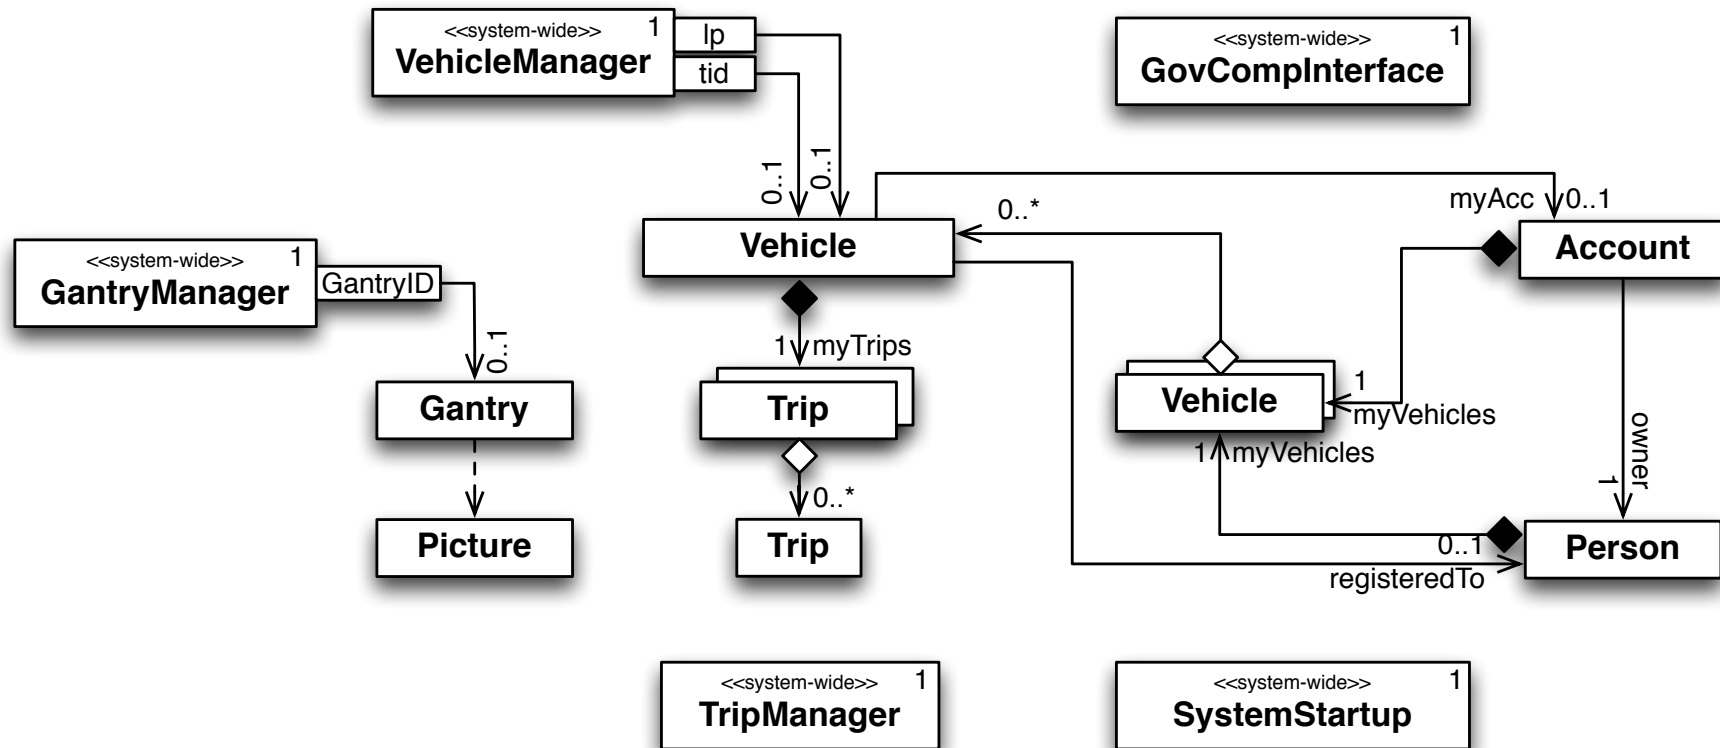 <<system-wide>> 1
VehicleManager
lp
tid
<<system-wide>> 1
GovCompInterface
0..1
0..1
myAcc 0..1
0..*
Vehicle
Account
<<system-wide>> 1
GantryManager
GantryID
0..1
1 myTrips
Gantry
Trip
Vehicle
1
myVehicles
1 myVehicles
owner
1
0..*
Picture
Trip
0..1
registeredTo
Person
<<system-wide>> 1
TripManager
<<system-wide>> 1
SystemStartup